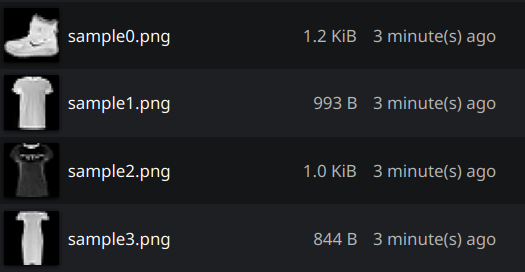 sample0.png 1.2 KiB 3 minute(s) ago
sample1.png 993 B 3 minute(s) ago
sample2.png 1.0 KiB 3 minute(s) ago
sample3.png 844 B 3 minute(s) ago